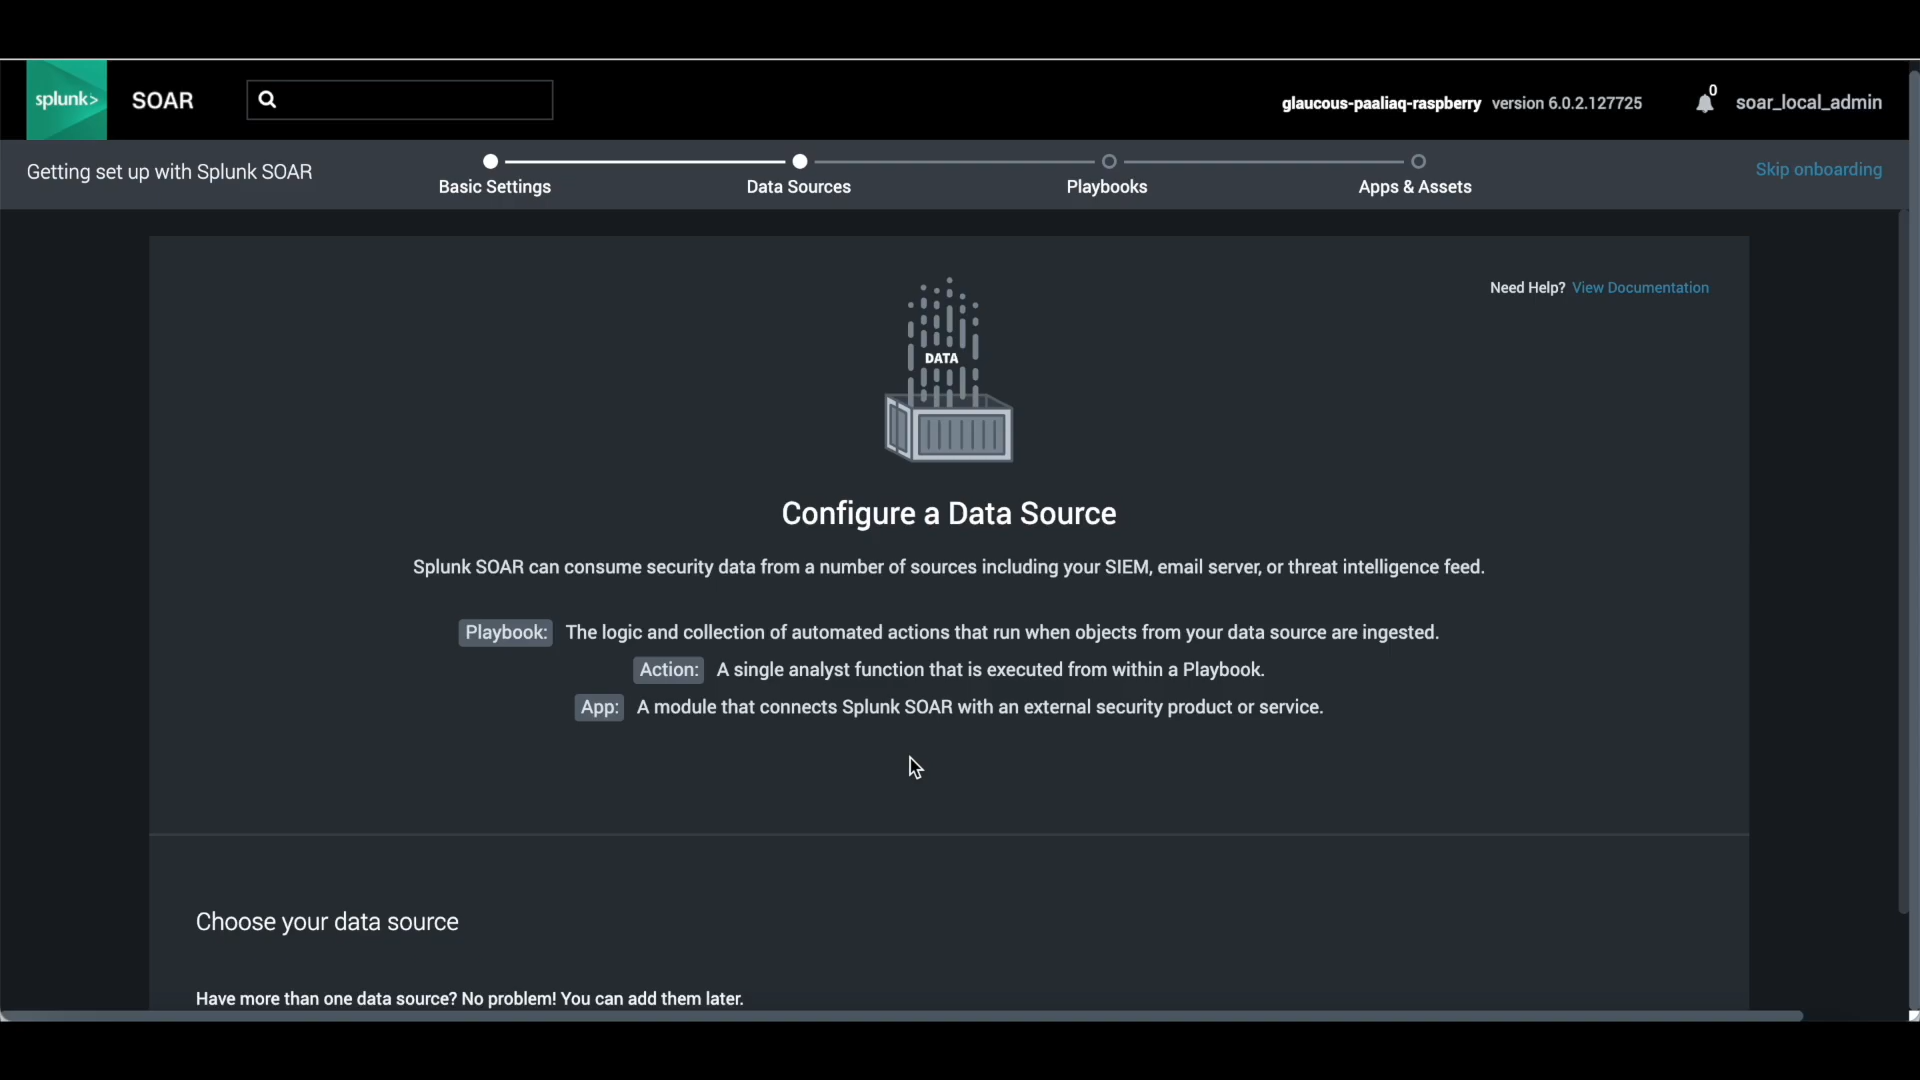 splunk>
SOAR
glaucous-paaliaq-raspberry version 6.0.2.127725
0
soar_local_admin
Getting set up with Splunk SOAR
Basic Settings
Data Sources
Playbooks
Apps & Assets
Skip onboarding
Need Help? View Documentation
DATA
Configure a Data Source
Splunk SOAR can consume security data from a number of sources including your SIEM, email server, or threat intelligence feed.
Playbook: The logic and collection of automated actions that run when objects from your data source are ingested.
Action: A single analyst function that is executed from within a Playbook.
App: A module that connects Splunk SOAR with an external security product or service.
Choose your data source
Have more than one data source? No problem! You can add them later.